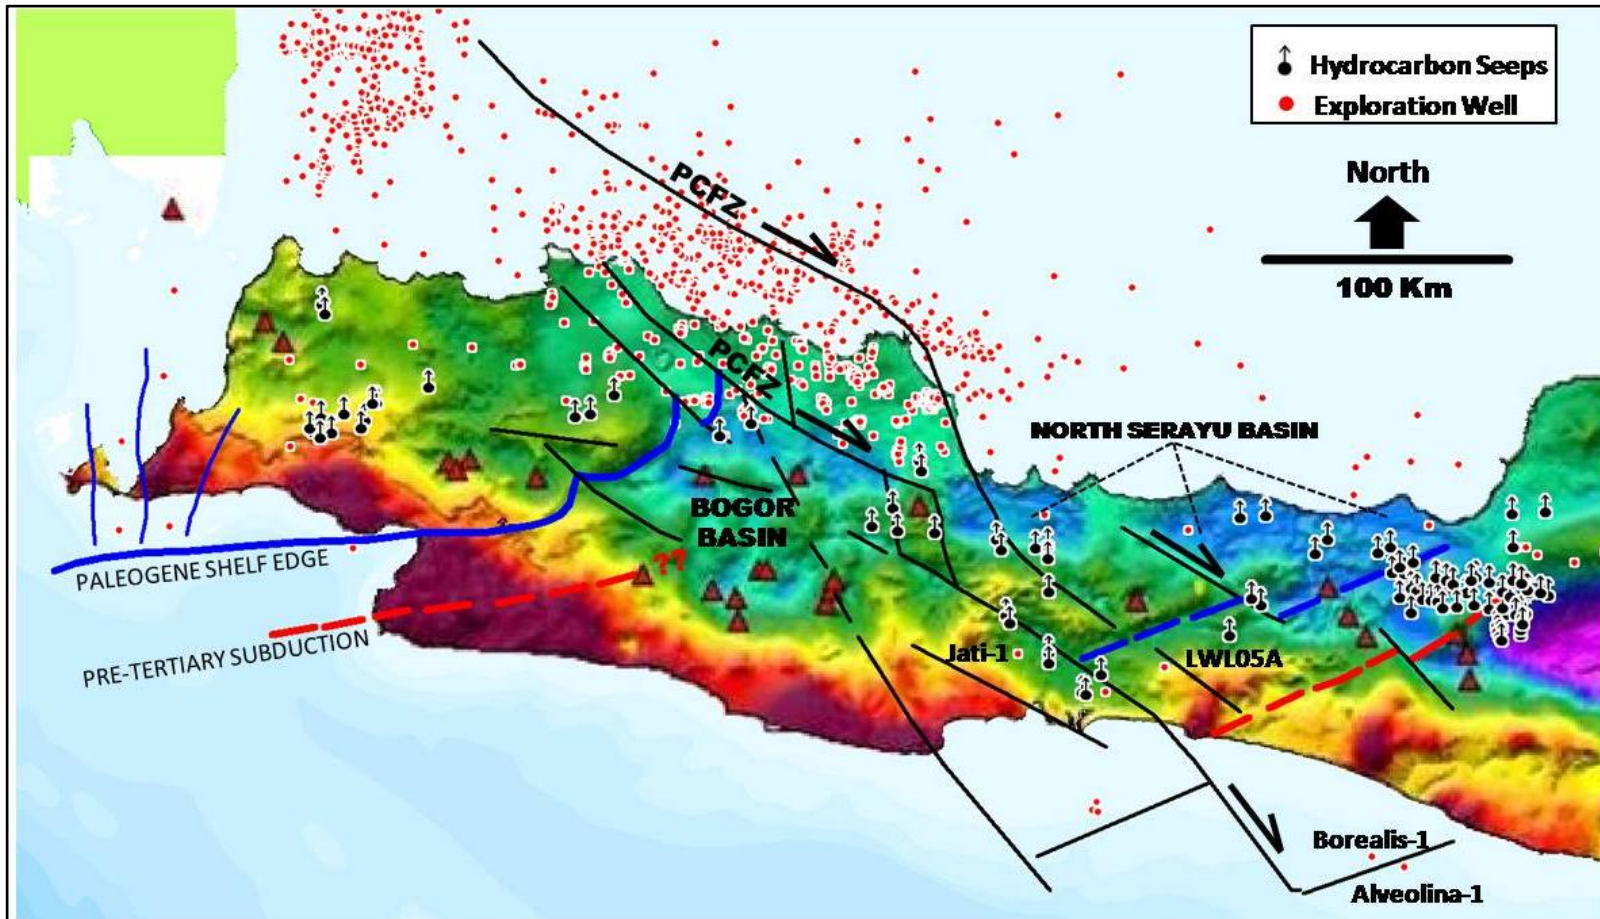 Hydrocarbon Seeps
Exploration Well
North
100 Km
PCFZ
PCFZ
NORTH SERAYU BASIN
BOGOR
BASIN
??
PALEOGENE SHELF EDGE
PRE-TERTIARY SUBDUCTION
Jati-1
LWL05A
Borealis-1
Alveolina-1